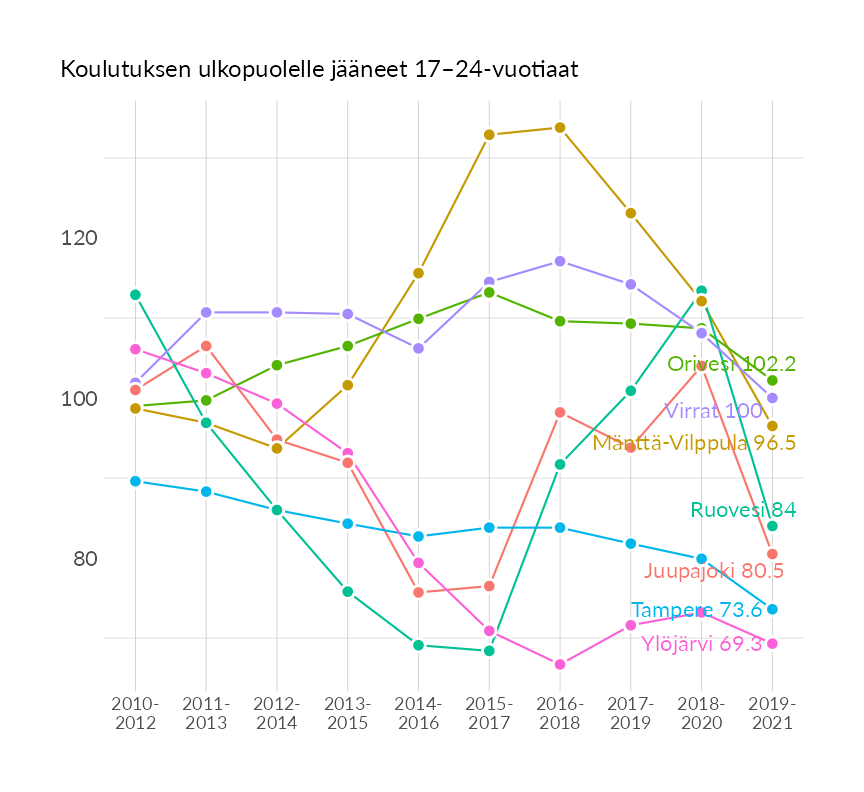 Koulutuksen ulkopuolelle jääneet 17–24-vuotiaat
120
100
80
Orivesi 102.2
Virrat 100
Mänttä-Vilppula 96.5
Ruovesi 84
Juupajoki 80.5
Tampere 73.6
Ylöjärvi 69.3
2010- 2011- 2012- 2013- 2014- 2015- 2016- 2017- 2018- 2019-
2012 2013 2014 2015 2016 2017 2018 2019 2020 2021